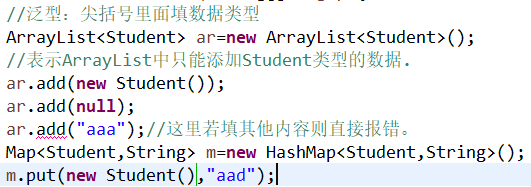 //泛型：尖括号里面填数据类型
ArrayList<Student> ar=new ArrayList<Student>();
//表示ArrayList中只能添加Student类型的数据.
ar.add(new Student());
ar.add(null);
ar.add("aaa");//这里若填其他内容则直接报错。
Map<Student,String> m=new HashMap<Student,String>();
m.put(new Student(),"aad");